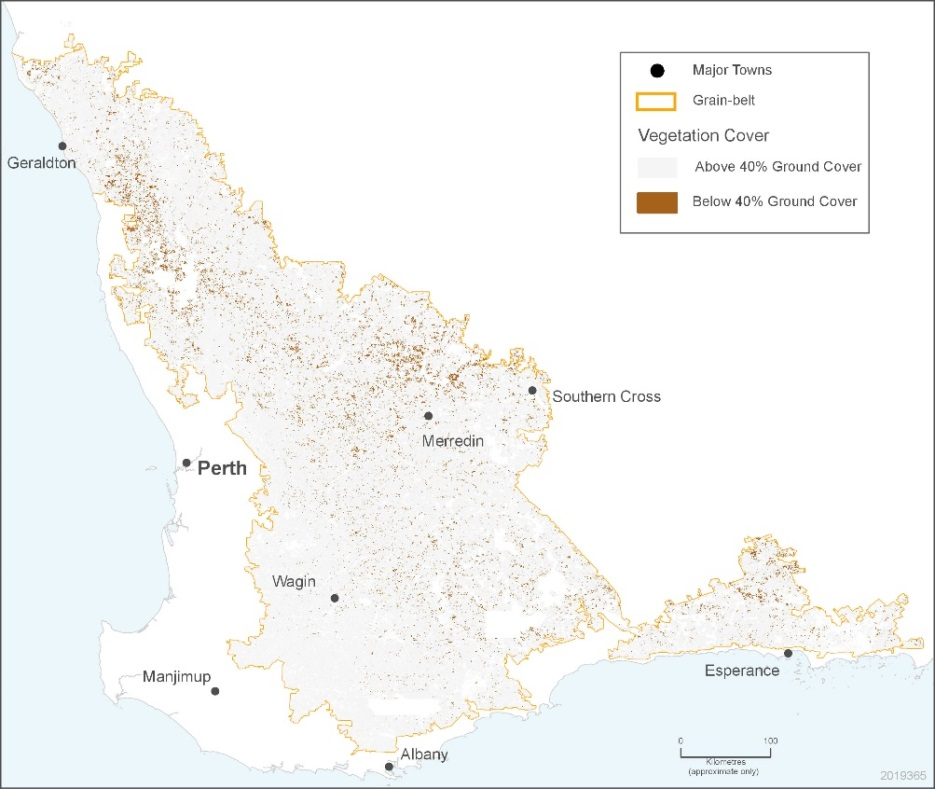 Major Towns
Grain-belt
Vegetation Cover
Above 40% Ground Cover
Below 40% Ground Cover
Geraldton
Southern Cross
Merredin
Perth
Wagin
Manjimup
Esperance
Albany
0 100
Kilometres
(approximate only)
2019365